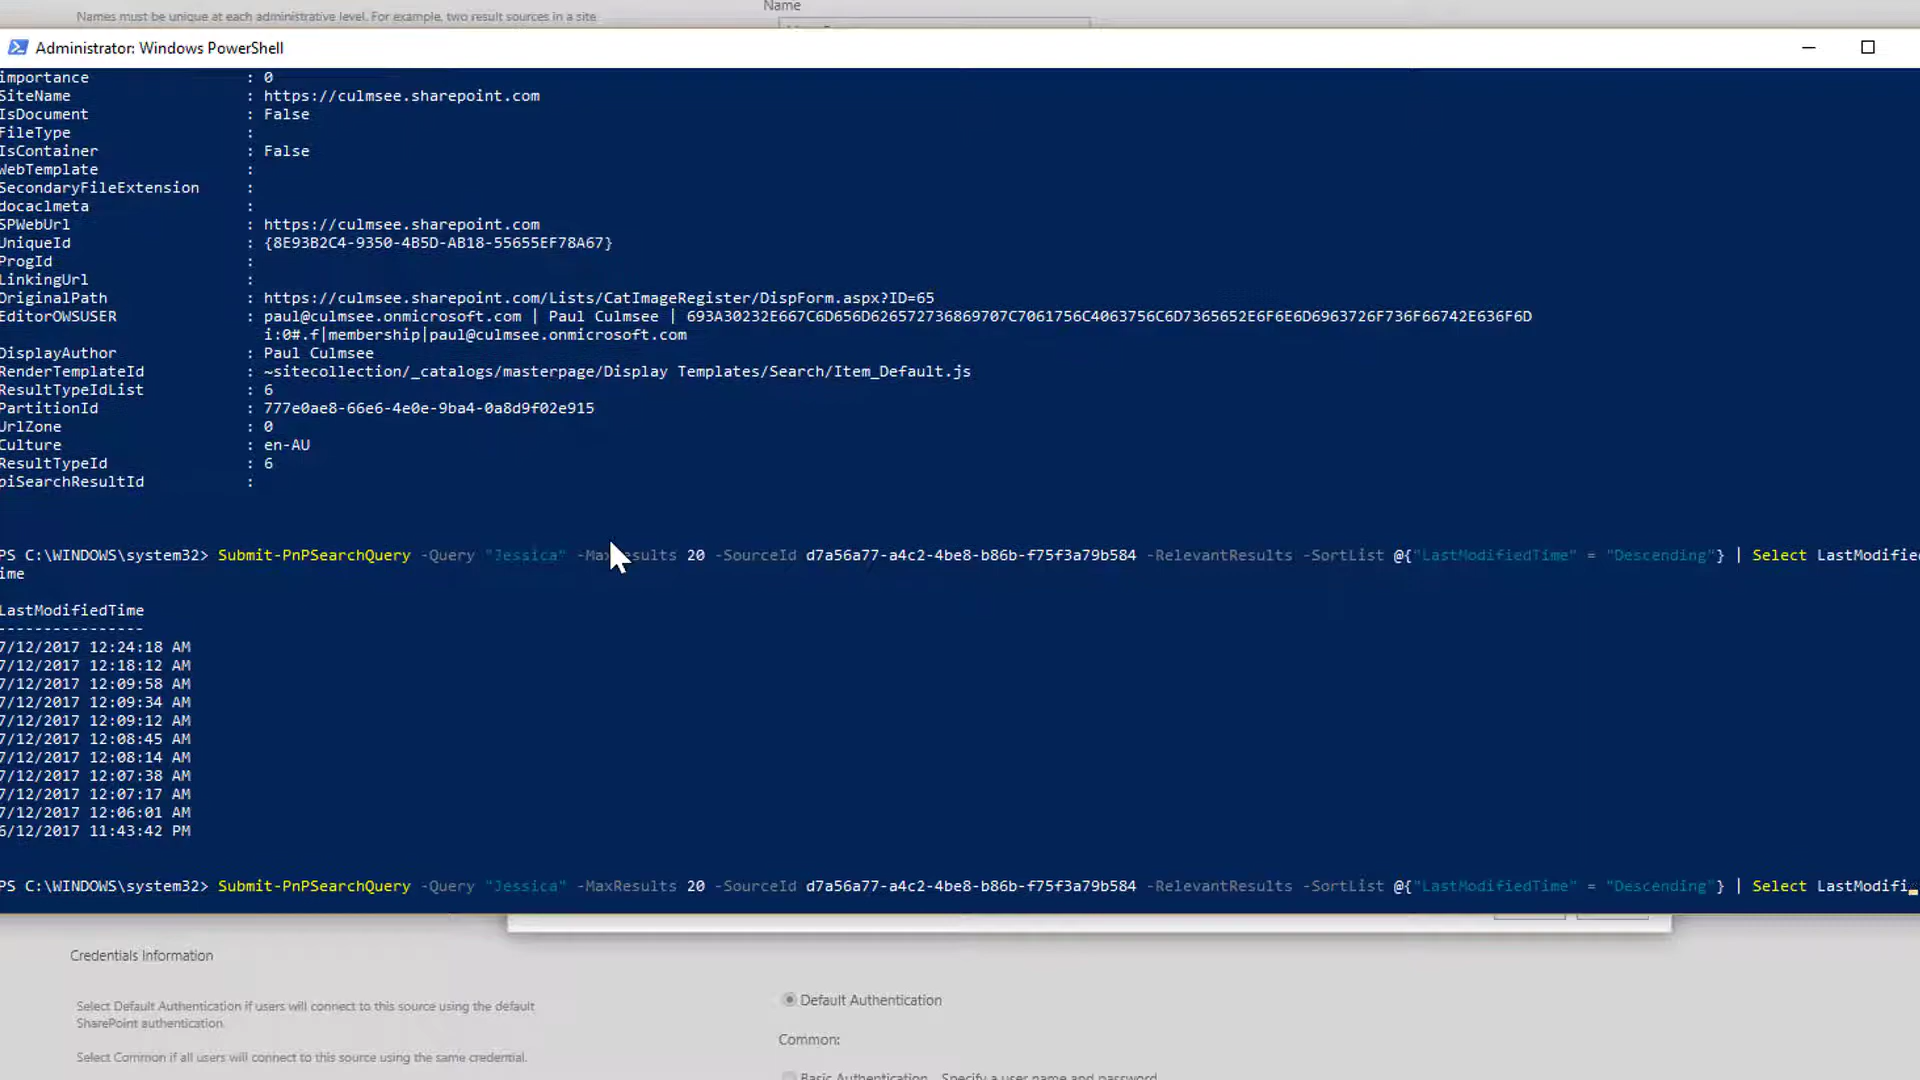 Names must be unique at each administrative level. For example, two result sources in a site
Name
Administrator: Windows PowerShell
importance : 0
SiteName : https://culmsee.sharepoint.com
IsDocument : False
FileType :
IsContainer : False
WebTemplate :
SecondaryFileExtension :
docaclmeta :
SPWebUrl : https://culmsee.sharepoint.com
UniqueId : {8E93B2C4-9350-4B5D-AB18-55655EF78A67}
ProgId :
LinkingUrl :
OriginalPath : https://culmsee.sharepoint.com/Lists/CatImageRegister/DispForm.aspx?ID=65
EditorOWSUSER : paul@culmsee.onmicrosoft.com | Paul Culmsee | 693A30232E667C6D656D626572736869707C7061756C4063756C6D7365652E6F6E6D6963726F736F66742E636F6D
i:0#.f|membership|paul@culmsee.onmicrosoft.com
DisplayAuthor : Paul Culmsee
RenderTemplateId : ~sitecollection/_catalogs/masterpage/Display Templates/Search/Item_Default.js
ResultTypeIdList : 6
PartitionId : 777e0ae8-66e6-4e0e-9ba4-0a8d9f02e915
UrlZone : 0
Culture : en-AU
ResultTypeId : 6
piSearchResultId :
PS C:\WINDOWS\system32> Submit-PnPSearchQuery -Query "Jessica" -MaxResults 20 -SourceId d7a56a77-a4c2-4be8-b86b-f75f3a79b584 -RelevantResults -SortList @{"LastModifiedTime" = "Descending"} | Select LastModified
ime
LastModifiedTime
----------------
7/12/2017 12:24:18 AM
7/12/2017 12:18:12 AM
7/12/2017 12:09:58 AM
7/12/2017 12:09:34 AM
7/12/2017 12:09:12 AM
7/12/2017 12:08:45 AM
7/12/2017 12:08:14 AM
7/12/2017 12:07:38 AM
7/12/2017 12:07:17 AM
7/12/2017 12:06:01 AM
6/12/2017 11:43:42 PM
PS C:\WINDOWS\system32> Submit-PnPSearchQuery -Query "Jessica" -MaxResults 20 -SourceId d7a56a77-a4c2-4be8-b86b-f75f3a79b584 -RelevantResults -SortList @{"LastModifiedTime" = "Descending"} | Select LastModifi
Credentials Information
Select Default Authentication if users will connect to this source using the default
SharePoint authentication.
Select Common if all users will connect to this source using the same credential.
Default Authentication
Common:
Basic Authentication - Specify a user name and password